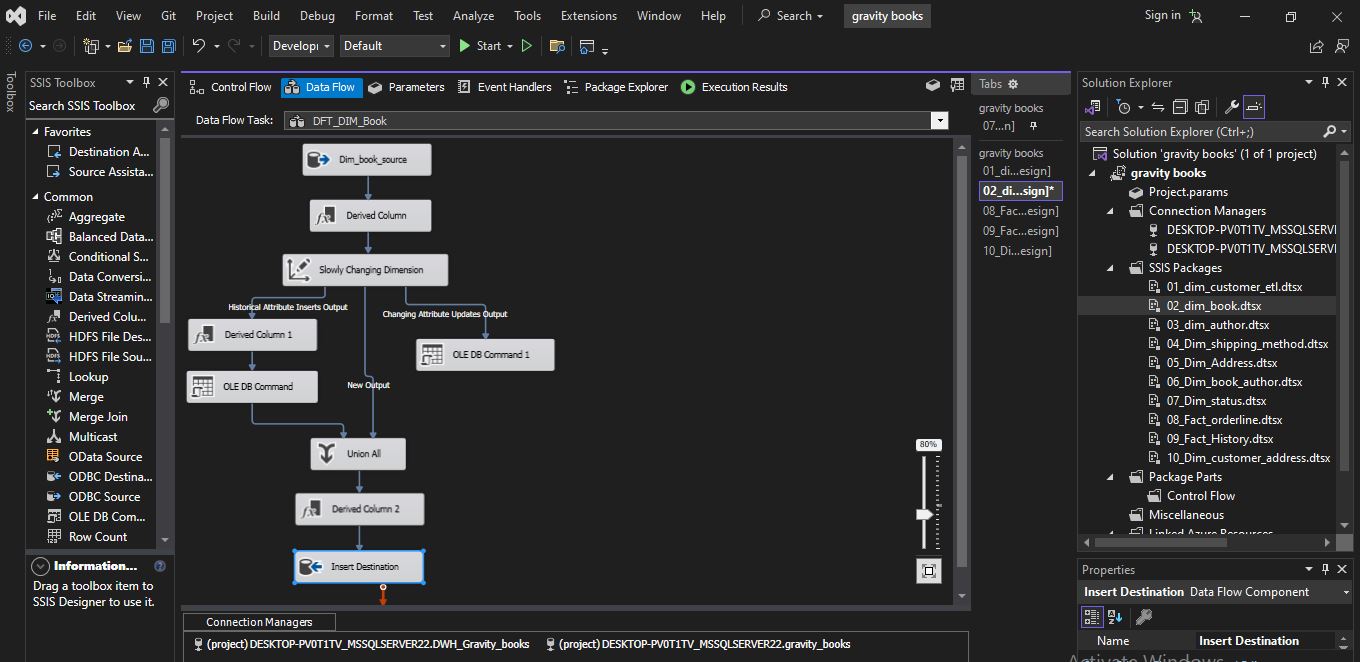 File Edit View Git Project Build Debug Format Test Analyze Tools Extensions Window Help Search gravity books Sign in
Developi Default Start
Toolbox
SSIS Toolbox
Search SSIS Toolbox
Favorites
Destination A...
Source Assista...
Common
Aggregate
Balanced Data...
Conditional S...
Data Conversi...
Data Streamin...
Derived Colu...
HDFS File Des...
HDFS File Sou...
Lookup
Merge
Merge Join
Multicast
OData Source
ODBC Destina...
ODBC Source
OLE DB Com...
Row Count
Information...
Drag a toolbox item to
SSIS Designer to use it.
Control Flow Data Flow Parameters Event Handlers Package Explorer Execution Results
Data Flow Task: DFT_DIM_Book
Dim_book_source
Derived Column
Slowly Changing Dimension
Historical Attribute Inserts Output
Changing Attribute Updates Output
Derived Column 1
OLE DB Command 1
OLE DB Command
New Output
Union All
Derived Column 2
Insert Destination
80%
Connection Managers
(project) DESKTOP-PV0T1TV_MSSQLSERVER22.DWH_Gravity_books (project) DESKTOP-PV0T1TV_MSSQLSERVER22.gravity_books
Tabs
gravity books
07...n]
gravity books
01_di...esign]
02_di...sign]*
08_Fac...esign]
09_Fac...esign]
10_Di...esign]
Solution Explorer
Search Solution Explorer (Ctrl+;)
Solution 'gravity books' (1 of 1 project)
gravity books
Project.params
Connection Managers
DESKTOP-PV0T1TV_MSSQLSERVE
DESKTOP-PV0T1TV_MSSQLSERVE
SSIS Packages
01_dim_customer_etl.dtsx
02_dim_book.dtsx
03_dim_author.dtsx
04_Dim_shipping_method.dtsx
05_Dim_Address.dtsx
06_Dim_book_author.dtsx
07_Dim_status.dtsx
08_Fact_orderline.dtsx
09_Fact_History.dtsx
10_Dim_customer_address.dtsx
Package Parts
Control Flow
Miscellaneous
Linked Azure Resources
Properties
Insert Destination Data Flow Component
Name Insert Destination
Activate Windows